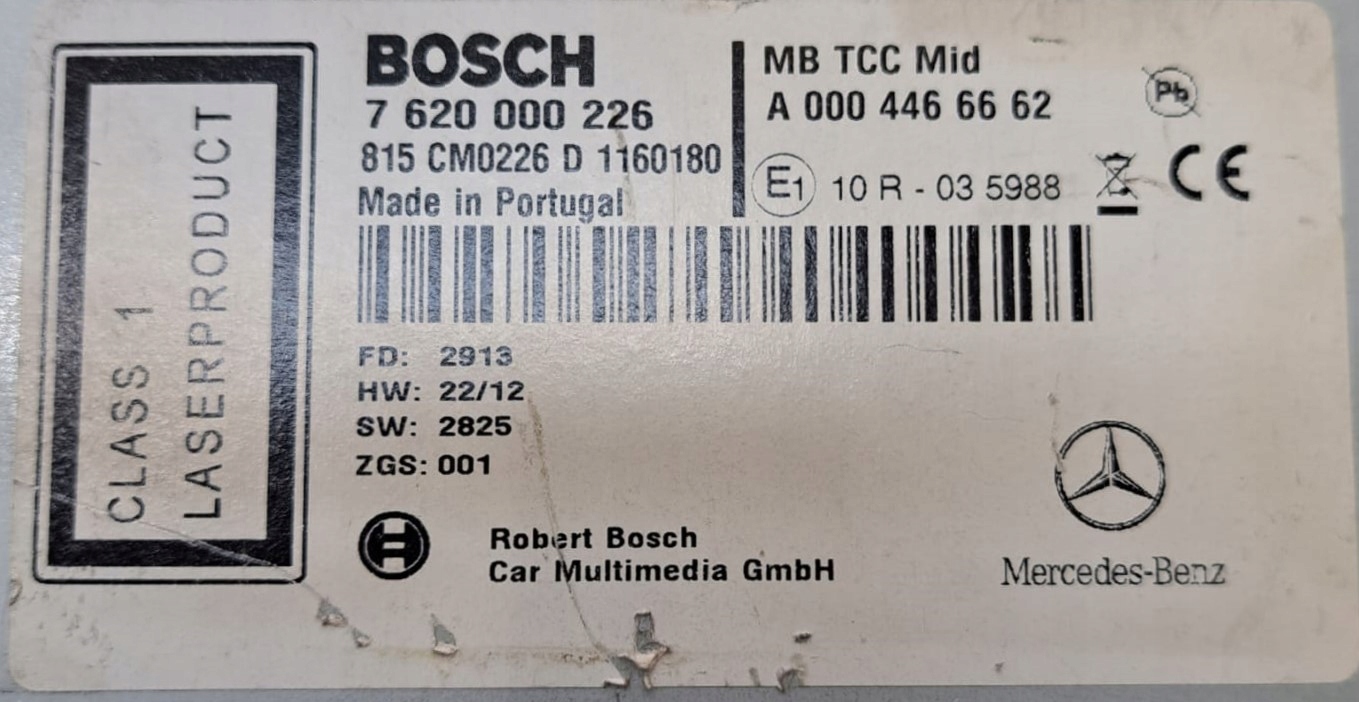 CLASS 1
LASERPRODUCT
BOSCH
7 620 000 226
815 CM0226 D 1160180
Made in Portugal
MB TCC Mid
A 000 446 66 62
Pb
E1 10 R - 03 5988
CE
FD: 2913
HW: 22/12
SW: 2825
ZGS: 001
Robert Bosch
Car Multimedia GmbH
Mercedes-Benz